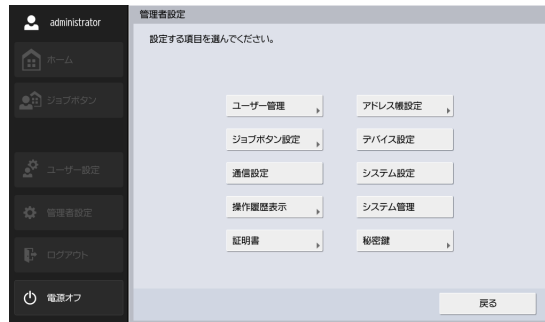 administrator
ホーム
ジョブボタン
ユーザー設定
管理者設定
ログアウト
電源オフ
管理者設定
設定する項目を選んでください。
ユーザー管理
アドレス帳設定
ジョブボタン設定
デバイス設定
通信設定
システム設定
操作履歴表示
システム管理
証明書
秘密鍵
戻る